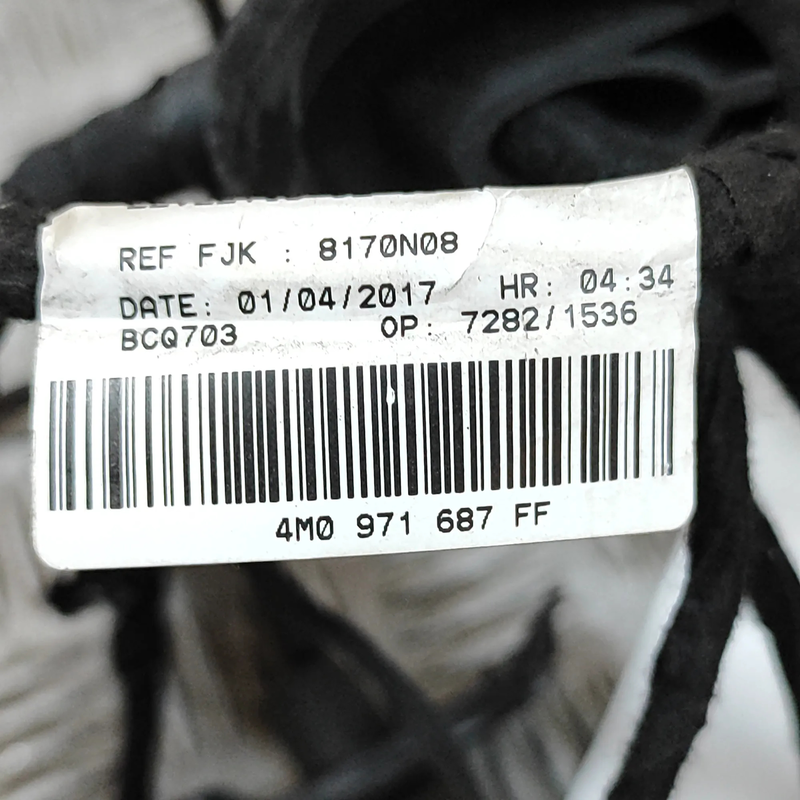 REF FJK : 8170N08
DATE: 01/04/2017 HR: 04:34
BCQ703 OP: 7282/1536
4M0 971 687 FF